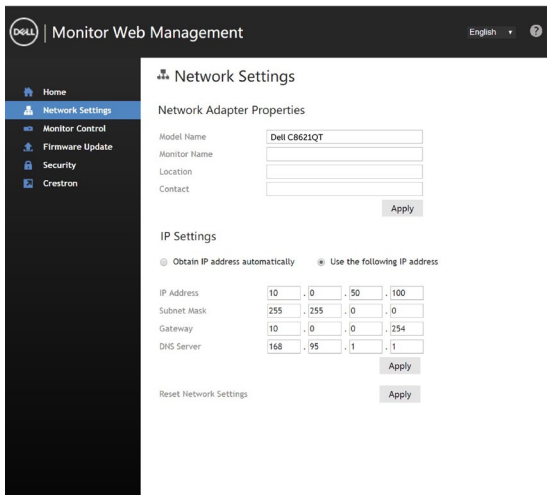 DELL | Monitor Web Management English ▼ ?
Home
Network Settings
Monitor Control
Firmware Update
Security
Crestron
Network Settings
Network Adapter Properties
Model Name Dell C8621QT
Monitor Name
Location
Contact
Apply
IP Settings
Obtain IP address automatically Use the following IP address
IP Address 10 . 0 . 50 . 100
Subnet Mask 255 . 255 . 0 . 0
Gateway 10 . 0 . 0 . 254
DNS Server 168 . 95 . 1 . 1
Apply
Reset Network Settings Apply